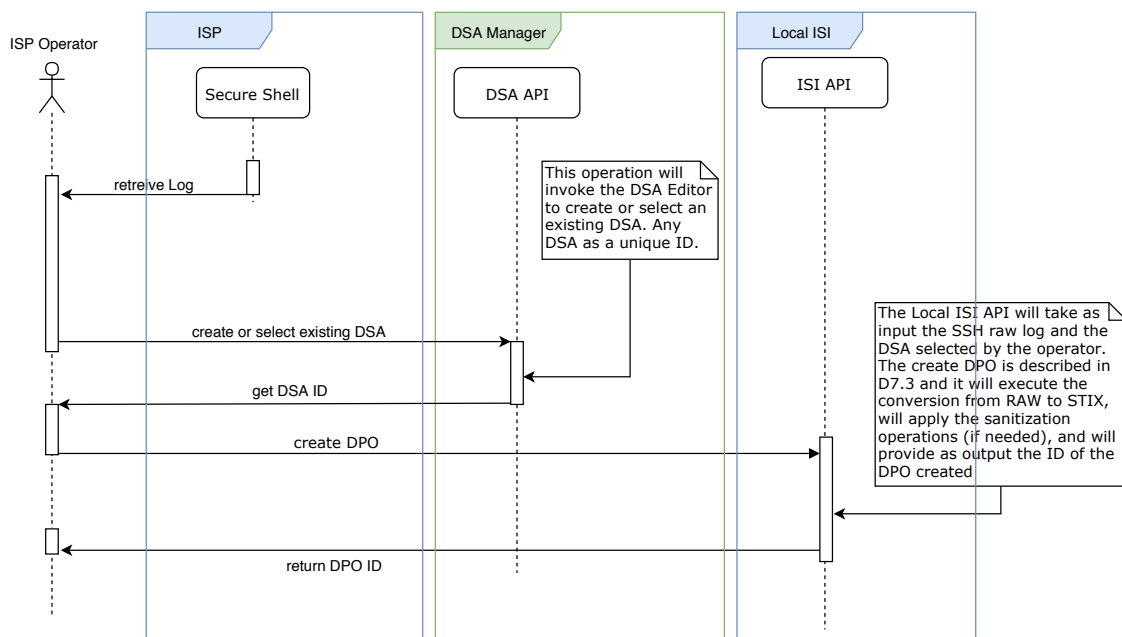 ISP
DSA Manager
Local ISI
ISP Operator
Secure Shell
DSA API
ISI API
retreive Log
This operation will
invoke the DSA Editor
to create or select an
existing DSA. Any
DSA as a unique ID.
create or select existing DSA
The Local ISI API will take as
input the SSH raw log and the
DSA selected by the operator.
The create DPO is described in
D7.3 and it will execute the
conversion from RAW to STIX,
will apply the sanitization
operations (if needed), and will
provide as output the ID of the
DPO created
get DSA ID
create DPO
return DPO ID